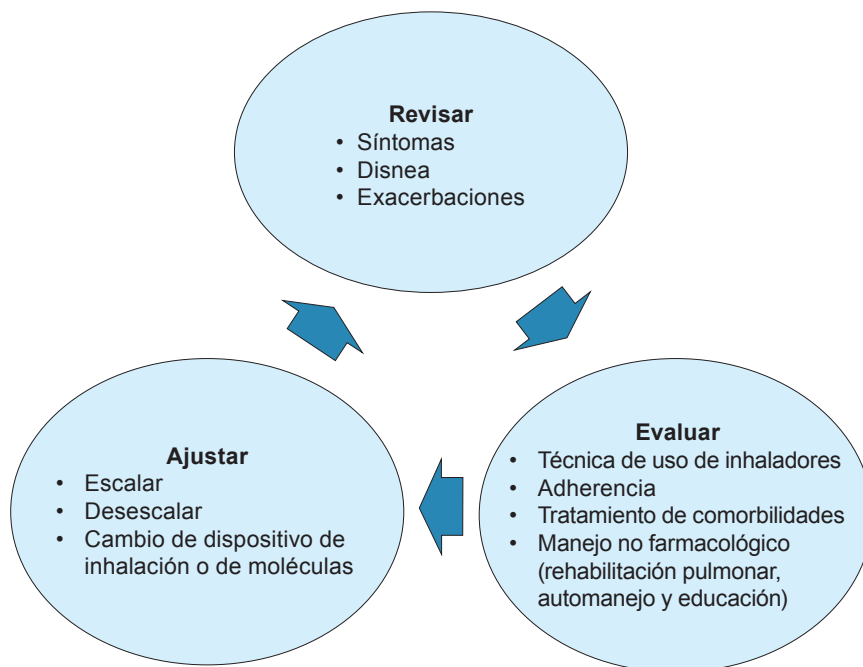 Revisar
• Síntomas
• Disnea
• Exacerbaciones
Evaluar
• Técnica de uso de inhaladores
• Adherencia
• Tratamiento de comorbilidades
• Manejo no farmacológico
(rehabilitación pulmonar,
automanejo y educación)
Ajustar
• Escalar
• Desescalar
• Cambio de dispositivo de
inhalación o de moléculas